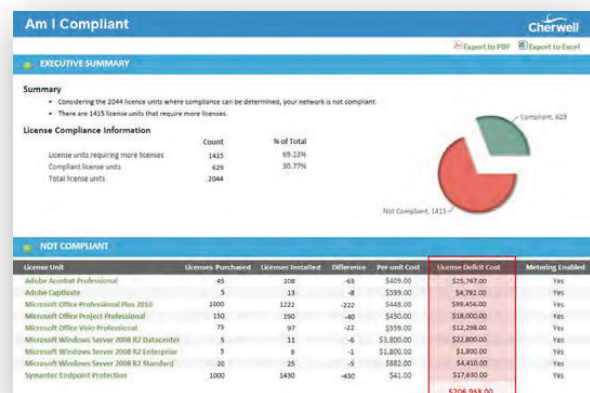 Am I Compliant
Cherwell
Export to PDF Export to Excel
EXECUTIVE SUMMARY
Summary
• Considering the 2044 licence units where compliance can be determined, your network is not compliant.
• There are 1415 license units that require more licenses.
License Compliance Information
Count % of Total
License units requiring more licenses 1415 69.23%
Compliant license units 629 30.77%
Total license units 2044
Compliant, 629
Not Compliant, 1415
NOT COMPLIANT
License Unit Licenses Purchased Licenses Installed Difference Per-unit Cost License Deficit Cost Metering Enabled
Adobe Acrobat Professional 45 108 -63 $409.00 $25,767.00 Yes
Adobe Captivate 5 13 -8 $599.00 $4,792.00 Yes
Microsoft Office Professional Plus 2010 1000 1222 -222 $448.00 $99,456.00 Yes
Microsoft Office Project Professional 150 190 -40 $450.00 $18,000.00 Yes
Microsoft Office Visio Professional 75 97 -22 $559.00 $12,298.00 Yes
Microsoft Windows Server 2008 R2 Datacenter 5 11 -6 $3,800.00 $22,800.00 Yes
Microsoft Windows Server 2008 R2 Enterprise 5 6 -1 $1,800.00 $1,800.00 Yes
Microsoft Windows Server 2008 R2 Standard 20 25 -5 $882.00 $4,410.00 Yes
Symantec Endpoint Protection 1000 1430 -430 $41.00 $17,630.00 Yes
$206,953.00